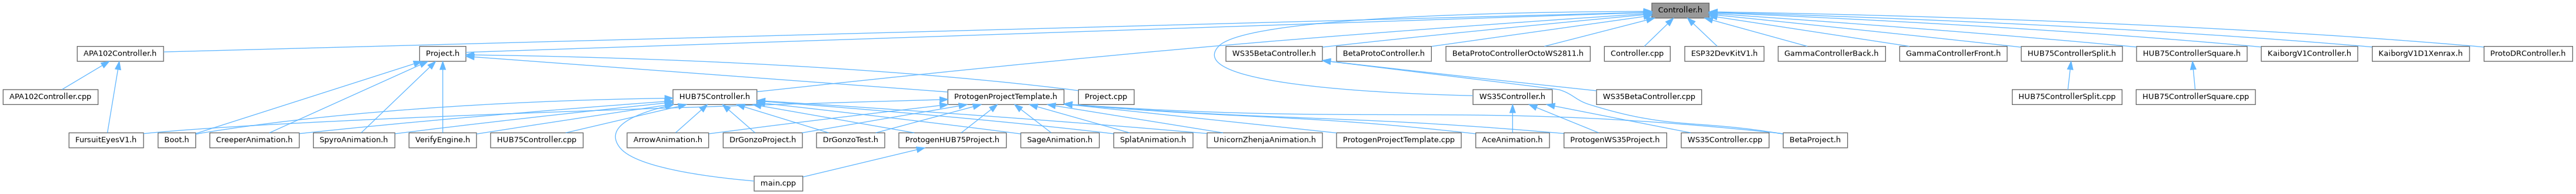 Controller.h
APA102Controller.h
Project.h
WS35BetaController.h
BetaProtoController.h
BetaProtoControllerOctoWS2811.h
Controller.cpp
ESP32DevKitV1.h
GammaControllerBack.h
GammaControllerFront.h
HUB75ControllerSplit.h
HUB75ControllerSquare.h
KaiborgV1Controller.h
KaiborgV1D1Xenrax.h
ProtoDRController.h
APA102Controller.cpp
HUB75Controller.h
ProtogenProjectTemplate.h
Project.cpp
WS35Controller.h
WS35BetaController.cpp
HUB75ControllerSplit.cpp
HUB75ControllerSquare.cpp
FursuitEyesV1.h
Boot.h
CreeperAnimation.h
SpyroAnimation.h
VerifyEngine.h
HUB75Controller.cpp
ArrowAnimation.h
DrGonzoProject.h
DrGonzoTest.h
ProtogenHUB75Project.h
SageAnimation.h
SplatAnimation.h
UnicornZhenjaAnimation.h
ProtogenProjectTemplate.cpp
AceAnimation.h
ProtogenWS35Project.h
WS35Controller.cpp
BetaProject.h
main.cpp